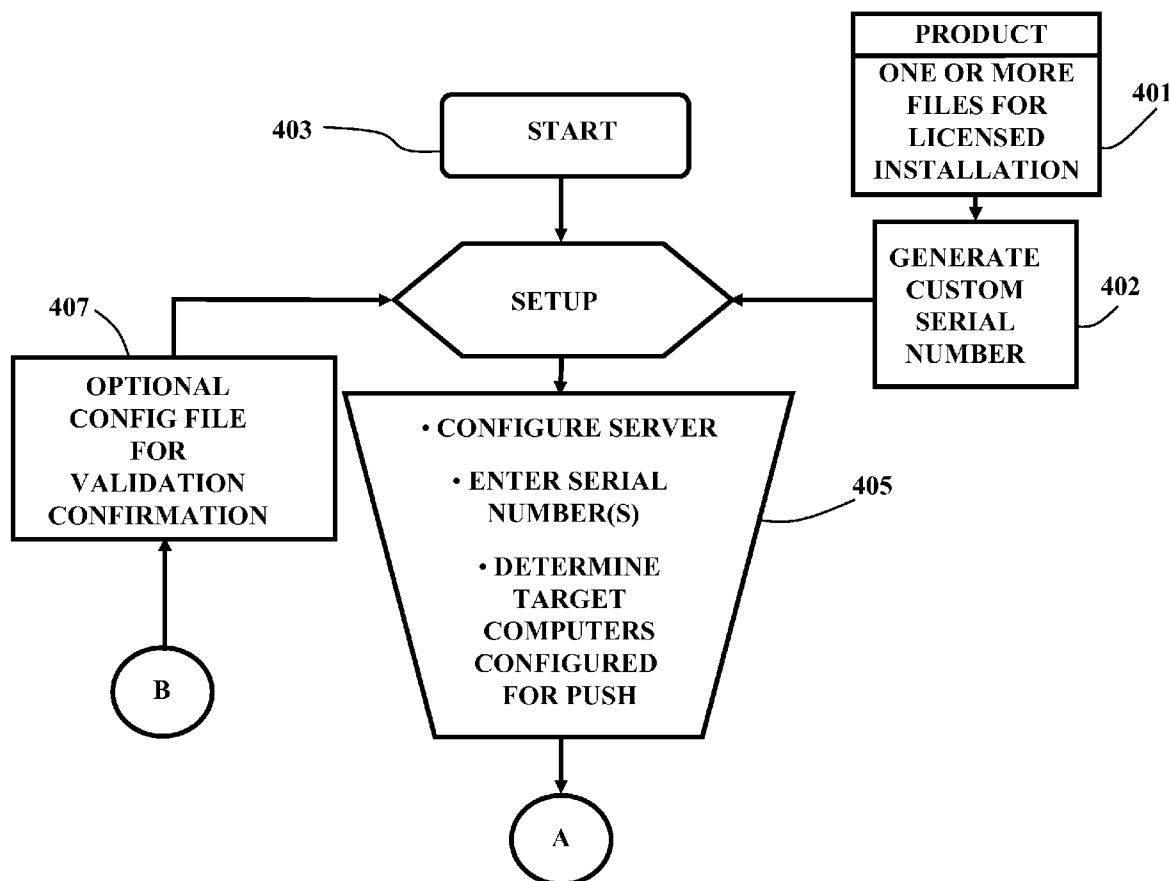 PRODUCT
ONE OR MORE
FILES FOR
LICENSED
INSTALLATION
401
403
START
GENERATE
CUSTOM
SERIAL
NUMBER
402
SETUP
407
OPTIONAL
CONFIG FILE
FOR
VALIDATION
CONFIRMATION
• CONFIGURE SERVER
• ENTER SERIAL
NUMBER(S)
• DETERMINE
TARGET
COMPUTERS
CONFIGURED
FOR PUSH
405
B
A